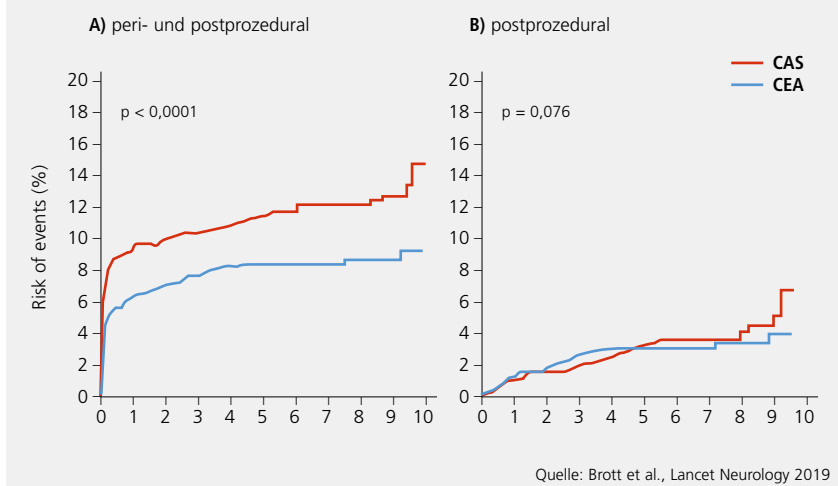 A) peri- und postprozedural
B) postprozedural
CAS
CEA
p < 0,0001
p = 0,076
Risk of events (%)
20
18
16
14
12
10
8
6
4
2
0
0 1 2 3 4 5 6 7 8 9 10
20
18
16
14
12
10
8
6
4
2
0
0 1 2 3 4 5 6 7 8 9 10
Quelle: Brott et al., Lancet Neurology 2019